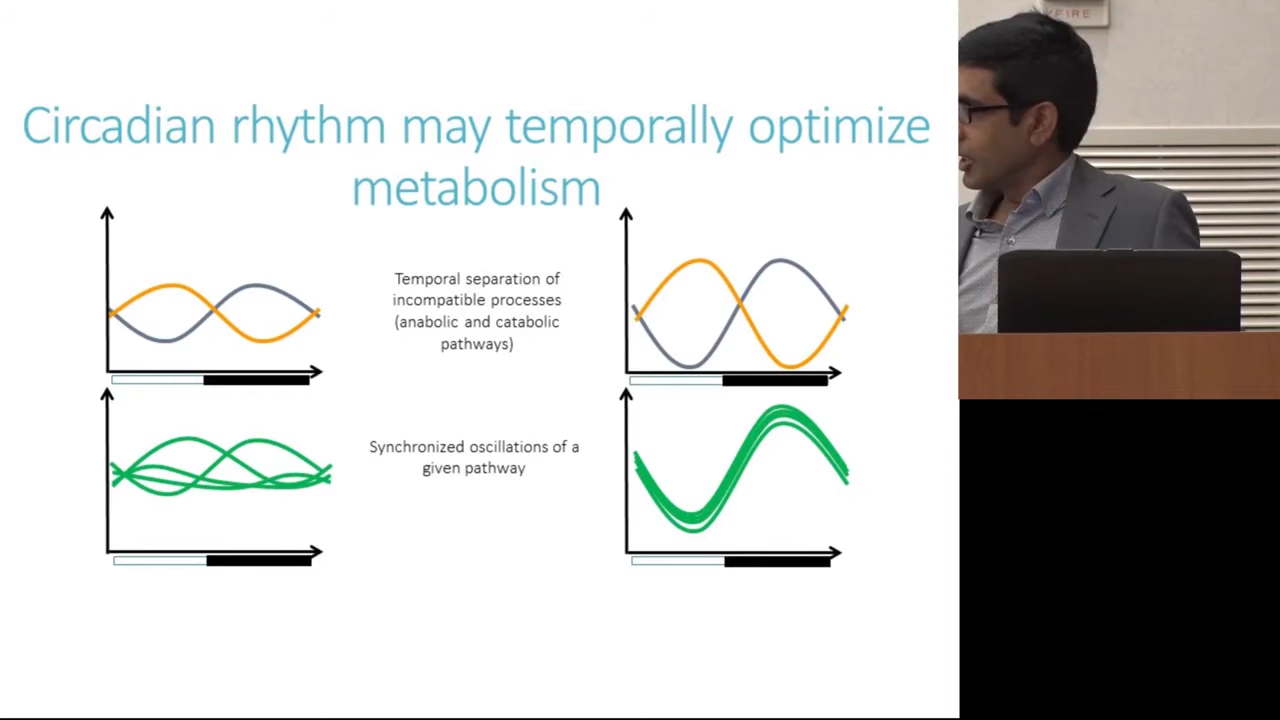 Circadian rhythm may temporally optimize
metabolism
Temporal separation of
incompatible processes
(anabolic and catabolic
pathways)
Synchronized oscillations of a
given pathway
FIRE